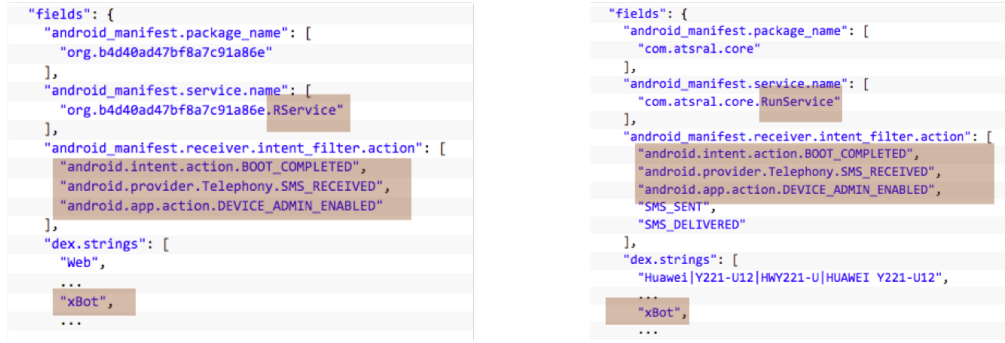 "fields": {
"android_manifest.package_name": [
"org.b4d40ad47bf8a7c91a86e"
],
"android_manifest.service.name": [
"org.b4d40ad47bf8a7c91a86e.RService"
],
"android_manifest.receiver.intent_filter.action": [
"android.intent.action.BOOT_COMPLETED",
"android.provider.Telephony.SMS_RECEIVED",
"android.app.action.DEVICE_ADMIN_ENABLED"
],
"dex.strings": [
"Web",
...
"xBot",
...
"fields": {
"android_manifest.package_name": [
"com.atsral.core"
],
"android_manifest.service.name": [
"com.atsral.core.RunService"
],
"android_manifest.receiver.intent_filter.action": [
"android.intent.action.BOOT_COMPLETED",
"android.provider.Telephony.SMS_RECEIVED",
"android.app.action.DEVICE_ADMIN_ENABLED",
"SMS_SENT",
"SMS_DELIVERED"
],
"dex.strings": [
"Huawei|Y221-U12|HWY221-U|HUAWEI Y221-U12",
...
"xBot",
...